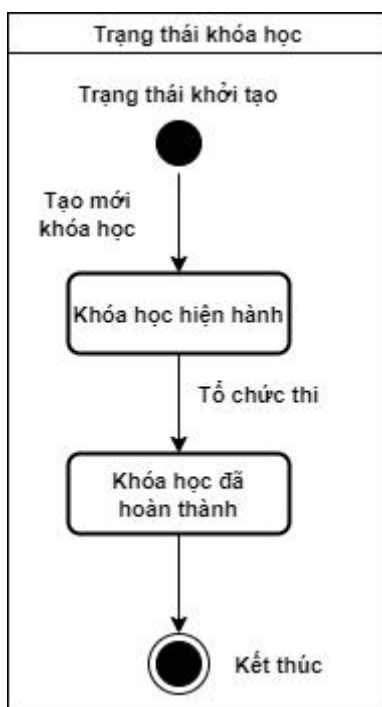 Trạng thái khóa học
Trạng thái khởi tạo
Tạo mới
khóa học
Khóa học hiện hành
Tổ chức thi
Khóa học đã
hoàn thành
Kết thúc